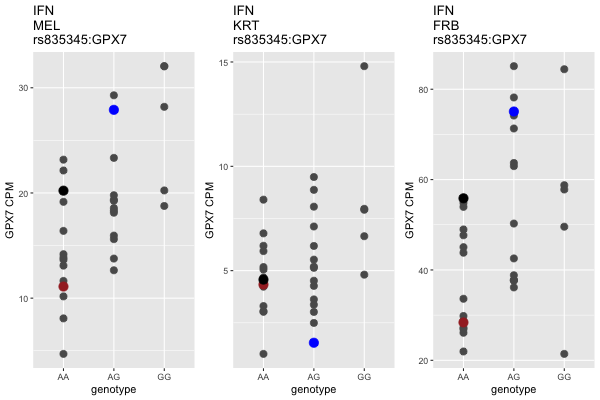 IFN
MEL
rs835345:GPX7
GPX7 CPM
30
20
10
AA
AG
GG
genotype
IFN
KRT
rs835345:GPX7
GPX7 CPM
15
10
5
AA
AG
GG
genotype
IFN
FRB
rs835345:GPX7
GPX7 CPM
80
60
40
20
AA
AG
GG
genotype